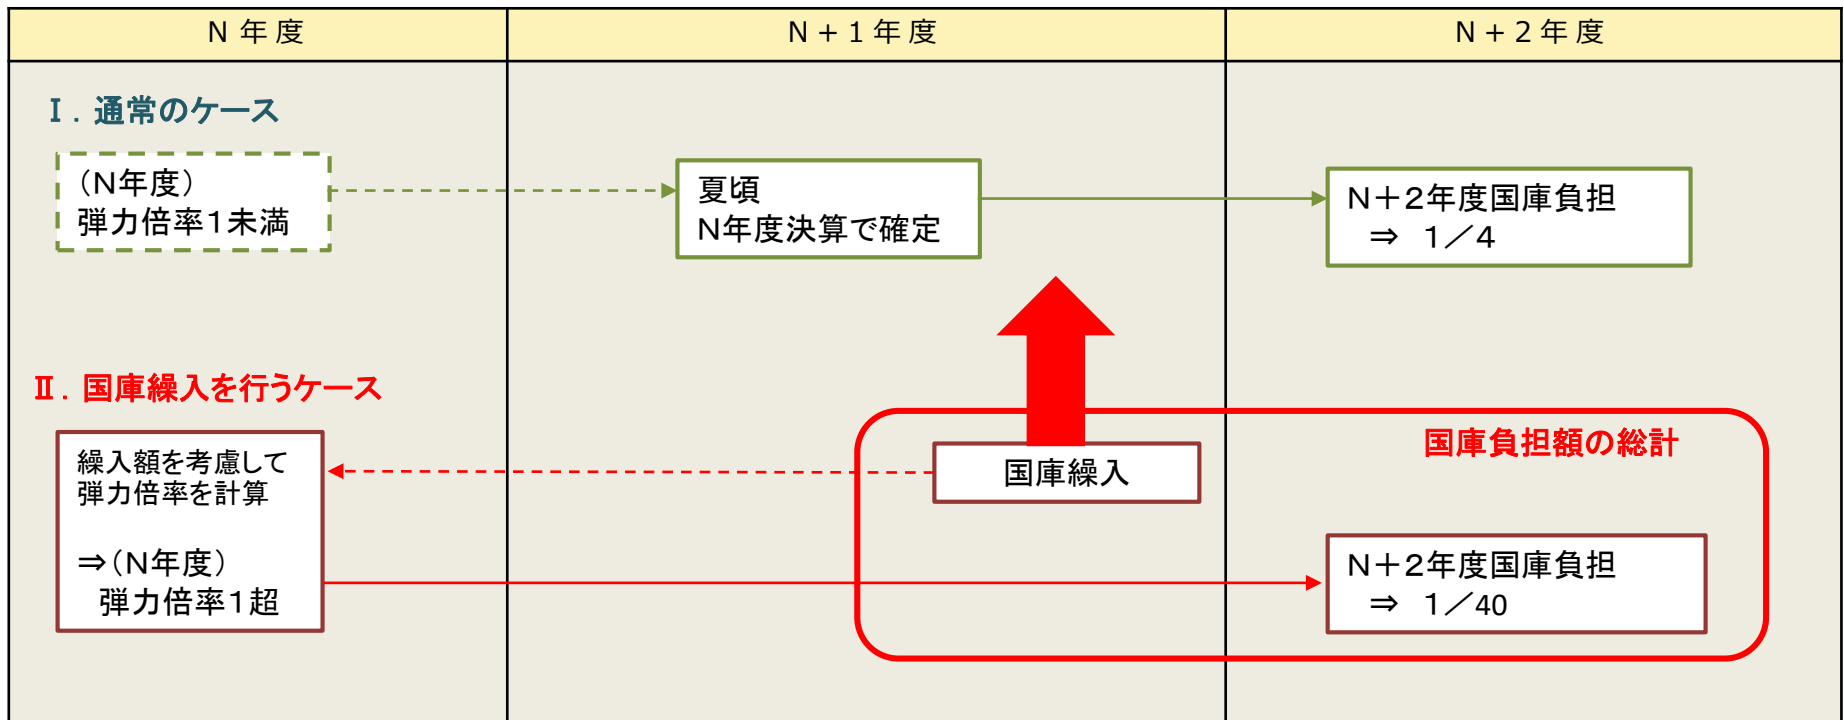 N 年 度
N + 1 年 度
N + 2 年 度
Ⅰ．通常のケース
（N年度）
弾力倍率１未満
夏頃
N年度決算で確定
N＋２年度国庫負担
⇒ １／４
Ⅱ．国庫繰入を行うケース
繰入額を考慮して
弾力倍率を計算
⇒（N年度）
弾力倍率１超
国庫繰入
国庫負担額の総計
N＋２年度国庫負担
⇒ １／40